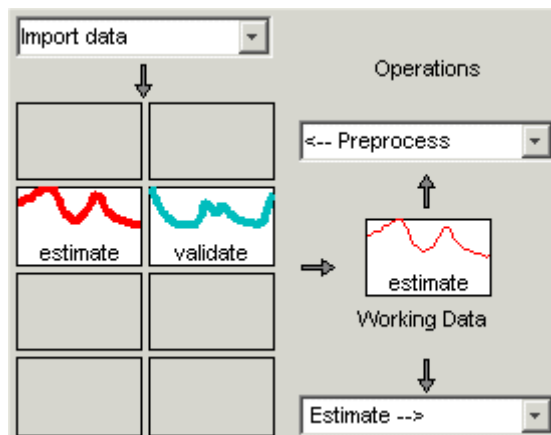 Import data
Operations
<-- Preprocess
estimate
validate
estimate
Working Data
Estimate -->